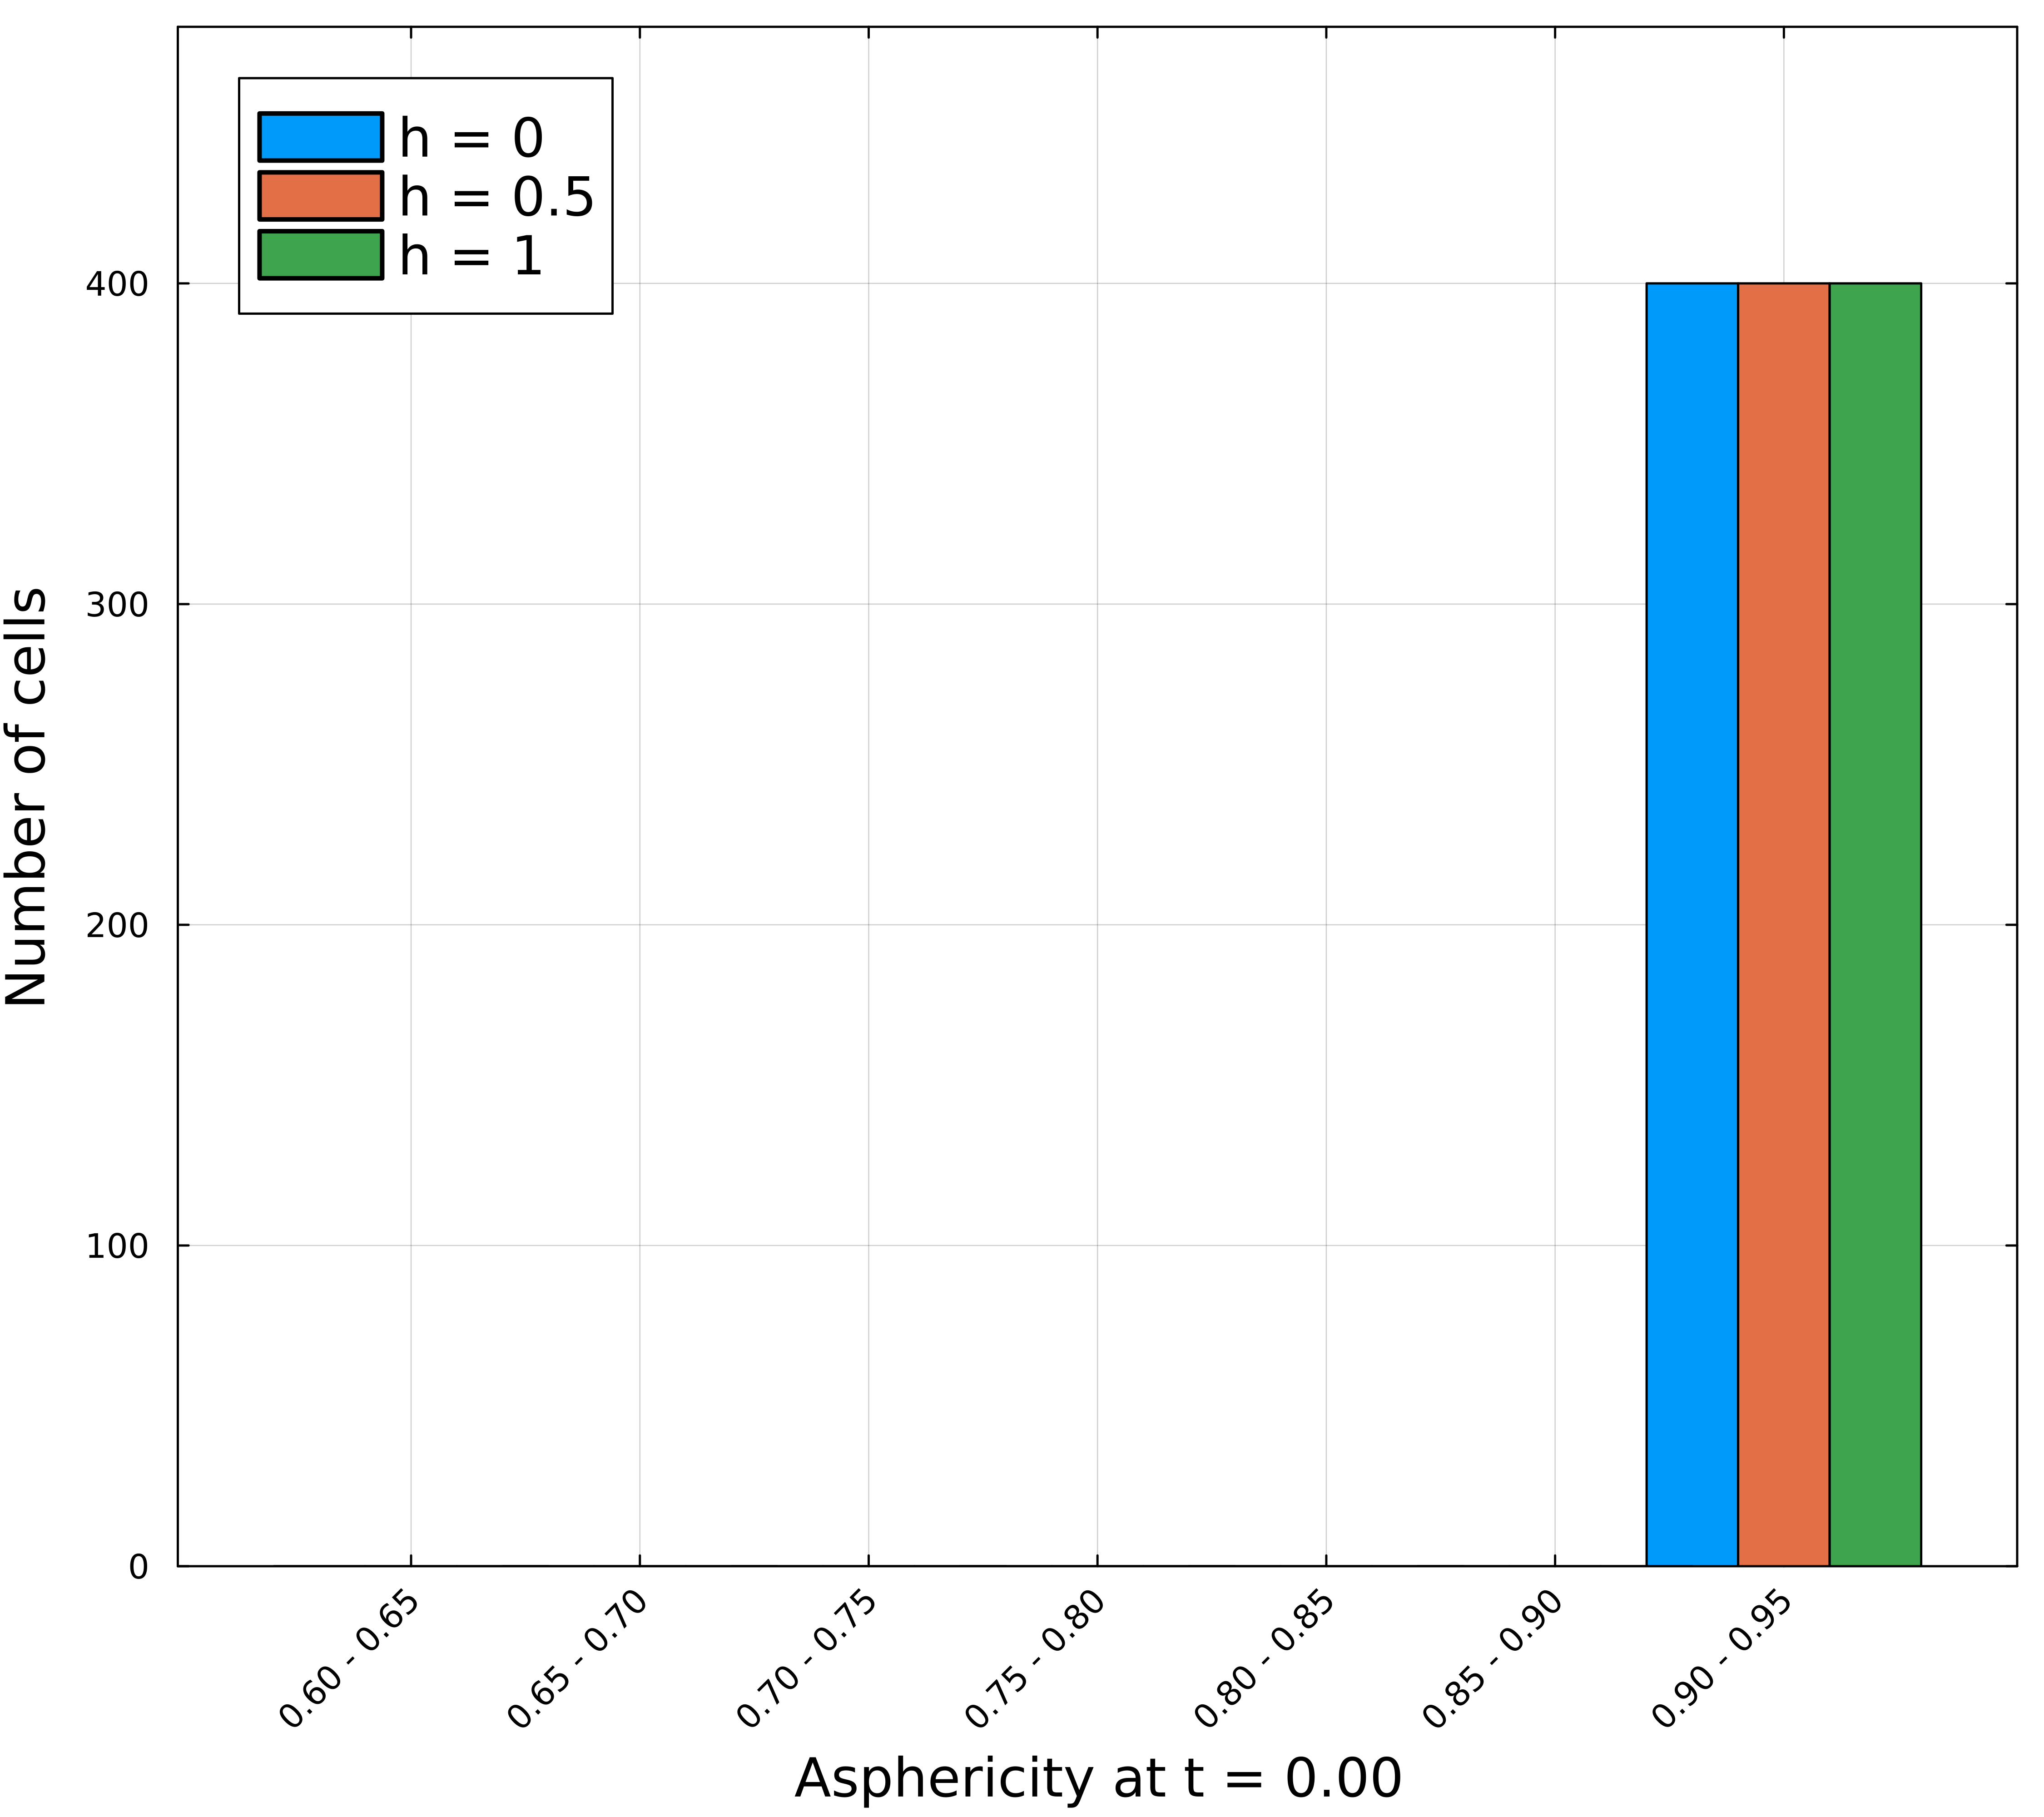 h = 0
h = 0.5
h = 1
400
300
200
100
0
Number of cells
0.60 - 0.65
0.65 - 0.70
0.70 - 0.75
0.75 - 0.80
0.80 - 0.85
0.85 - 0.90
0.90 - 0.95
Asphericity at t = 0.00